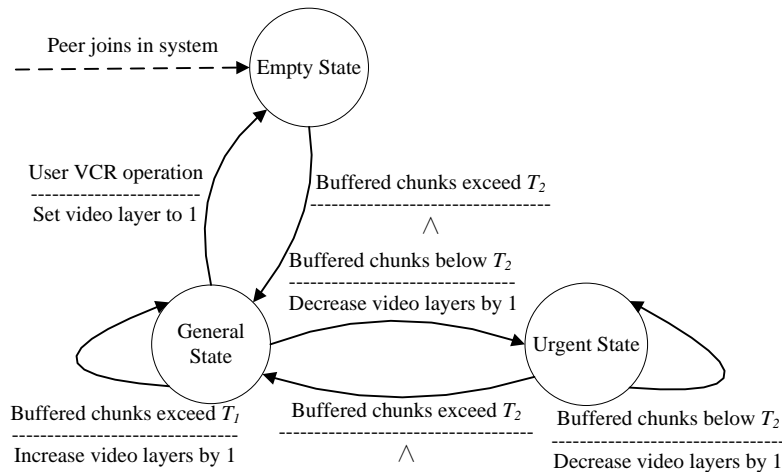 Peer joins in system
Empty State
User VCR operation
Set video layer to 1
Buffered chunks exceed T2
∧
Buffered chunks below T2
Decrease video layers by 1
General
State
Urgent State
Buffered chunks exceed T1
Increase video layers by 1
Buffered chunks exceed T2
∧
Buffered chunks below T2
Decrease video layers by 1